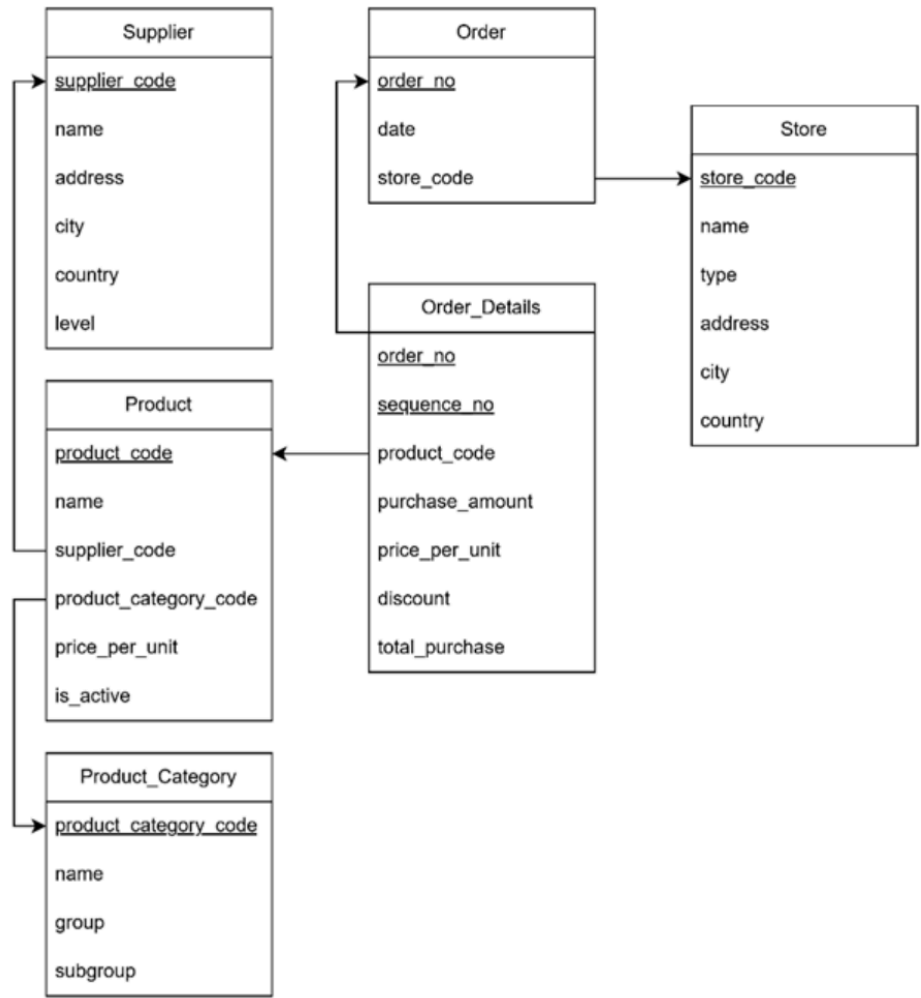 Supplier
supplier_code
name
address
city
country
level
Product
product_code
name
supplier_code
product_category_code
price_per_unit
is_active
Product_Category
product_category_code
name
group
subgroup
Order
order_no
date
store_code
Order_Details
order_no
sequence_no
product_code
purchase_amount
price_per_unit
discount
total_purchase
Store
store_code
name
type
address
city
country